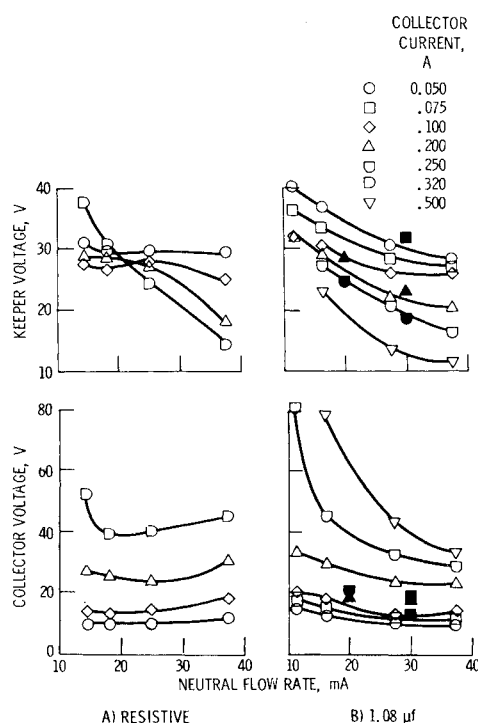 COLLECTOR
CURRENT,
A
0.050
.075
.100
.200
.250
.320
.500
KEEPER VOLTAGE, V
40
30
20
10
COLLECTOR VOLTAGE, V
80
60
40
20
0
10 20 30 40
10 20 30 40
NEUTRAL FLOW RATE, mA
A) RESISTIVE
B) 1.08 µf